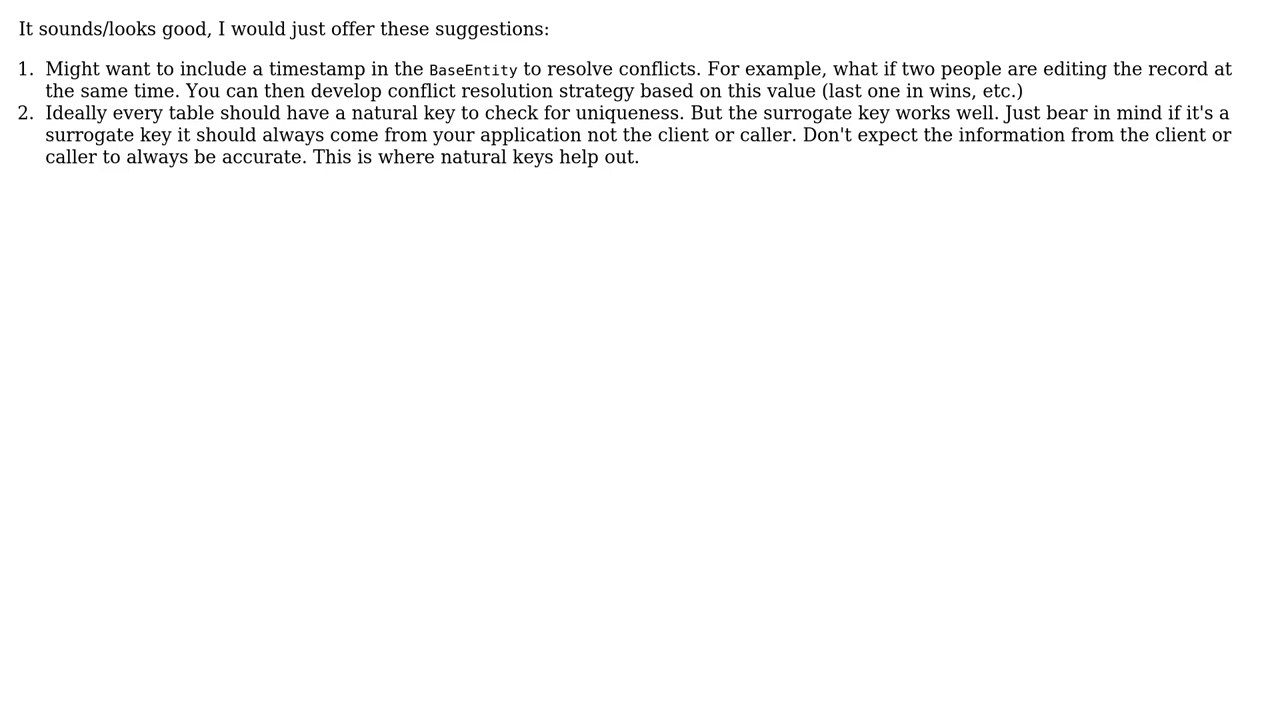 It sounds/looks good, I would just offer these suggestions:
1. Might want to include a timestamp in the BaseEntity to resolve conflicts. For example, what if two people are editing the record at
the same time. You can then develop conflict resolution strategy based on this value (last one in wins, etc.)
2. Ideally every table should have a natural key to check for uniqueness. But the surrogate key works well. Just bear in mind if it's a
surrogate key it should always come from your application not the client or caller. Don't expect the information from the client or
caller to always be accurate. This is where natural keys help out.